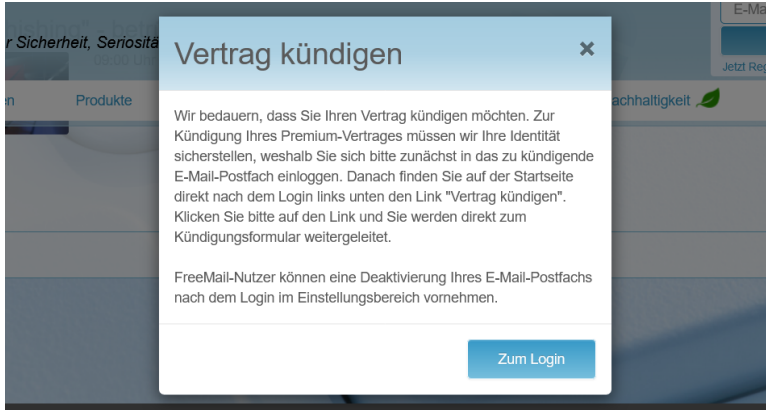 E-Ma
r Sicherheit, Seriositä
Vertrag kündigen
×
Jetzt Reg
en
Produkte
achhaltigkeit
Wir bedauern, dass Sie Ihren Vertrag kündigen möchten. Zur
Kündigung Ihres Premium-Vertrages müssen wir Ihre Identität
sicherstellen, weshalb Sie sich bitte zunächst in das zu kündigende
E-Mail-Postfach einloggen. Danach finden Sie auf der Startseite
direkt nach dem Login links unten den Link "Vertrag kündigen".
Klicken Sie bitte auf den Link und Sie werden direkt zum
Kündigungsformular weitergeleitet.
FreeMail-Nutzer können eine Deaktivierung Ihres E-Mail-Postfachs
nach dem Login im Einstellungsbereich vornehmen.
Zum Login